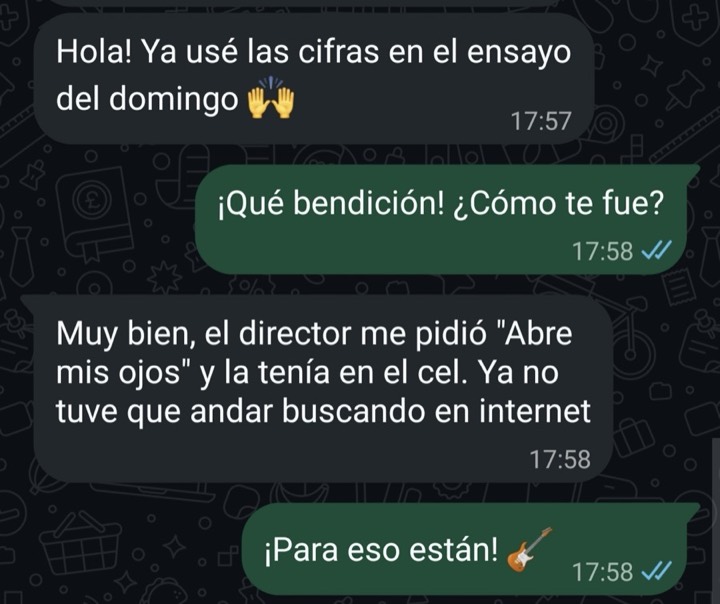 Hola! Ya usé las cifras en el ensayo
del domingo 🙌
17:57
¡Qué bendición! ¿Cómo te fue?
17:58
Muy bien, el director me pidió "Abre
mis ojos" y la tenía en el cel. Ya no
tuve que andar buscando en internet
17:58
¡Para eso están! 🎸
17:58